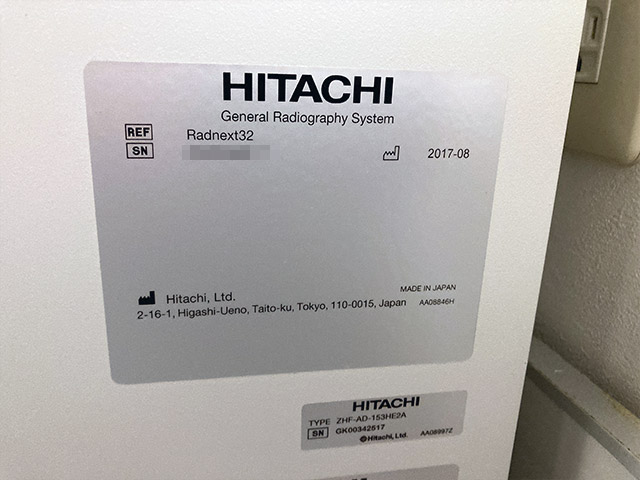 HITACHI
General Radiography System
REF Radnext32
SN 2017-08
MADE IN JAPAN
Hitachi, Ltd.
2-16-1, Higashi-Ueno, Taito-ku, Tokyo, 110-0015, Japan AA08846H
HITACHI
TYPE ZHF-AD-153HE2A
SN GK00342517
Hitachi, Ltd. AA08997Z